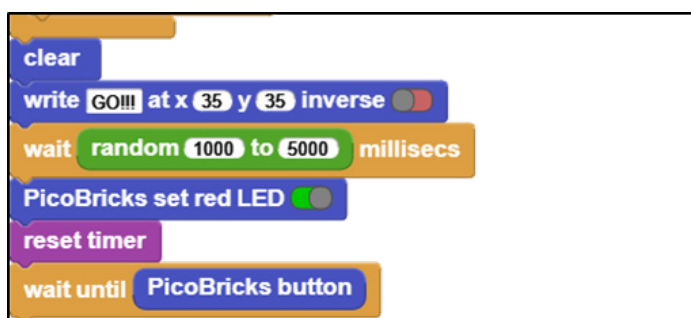 clear
write GO!!! at x 35 y 35 inverse
wait random 1000 to 5000 millisecs
PicoBricks set red LED
reset timer
wait until PicoBricks button